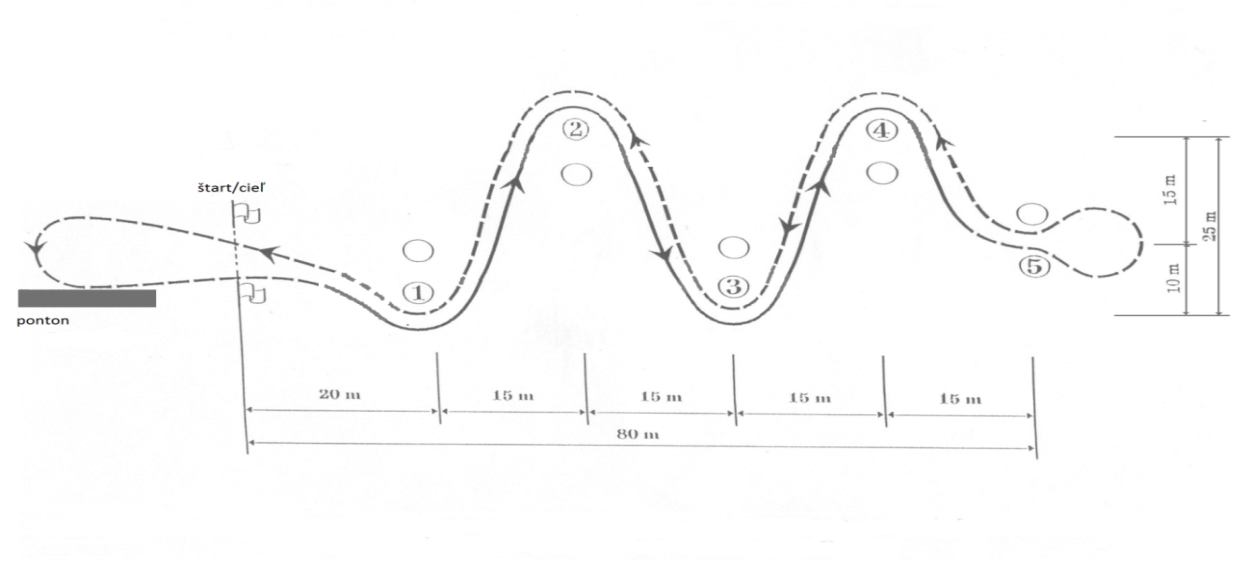 štart/cieľ
ponton
①
②
③
④
⑤
20 m
15 m
15 m
15 m
15 m
80 m
15 m
10 m
25 m